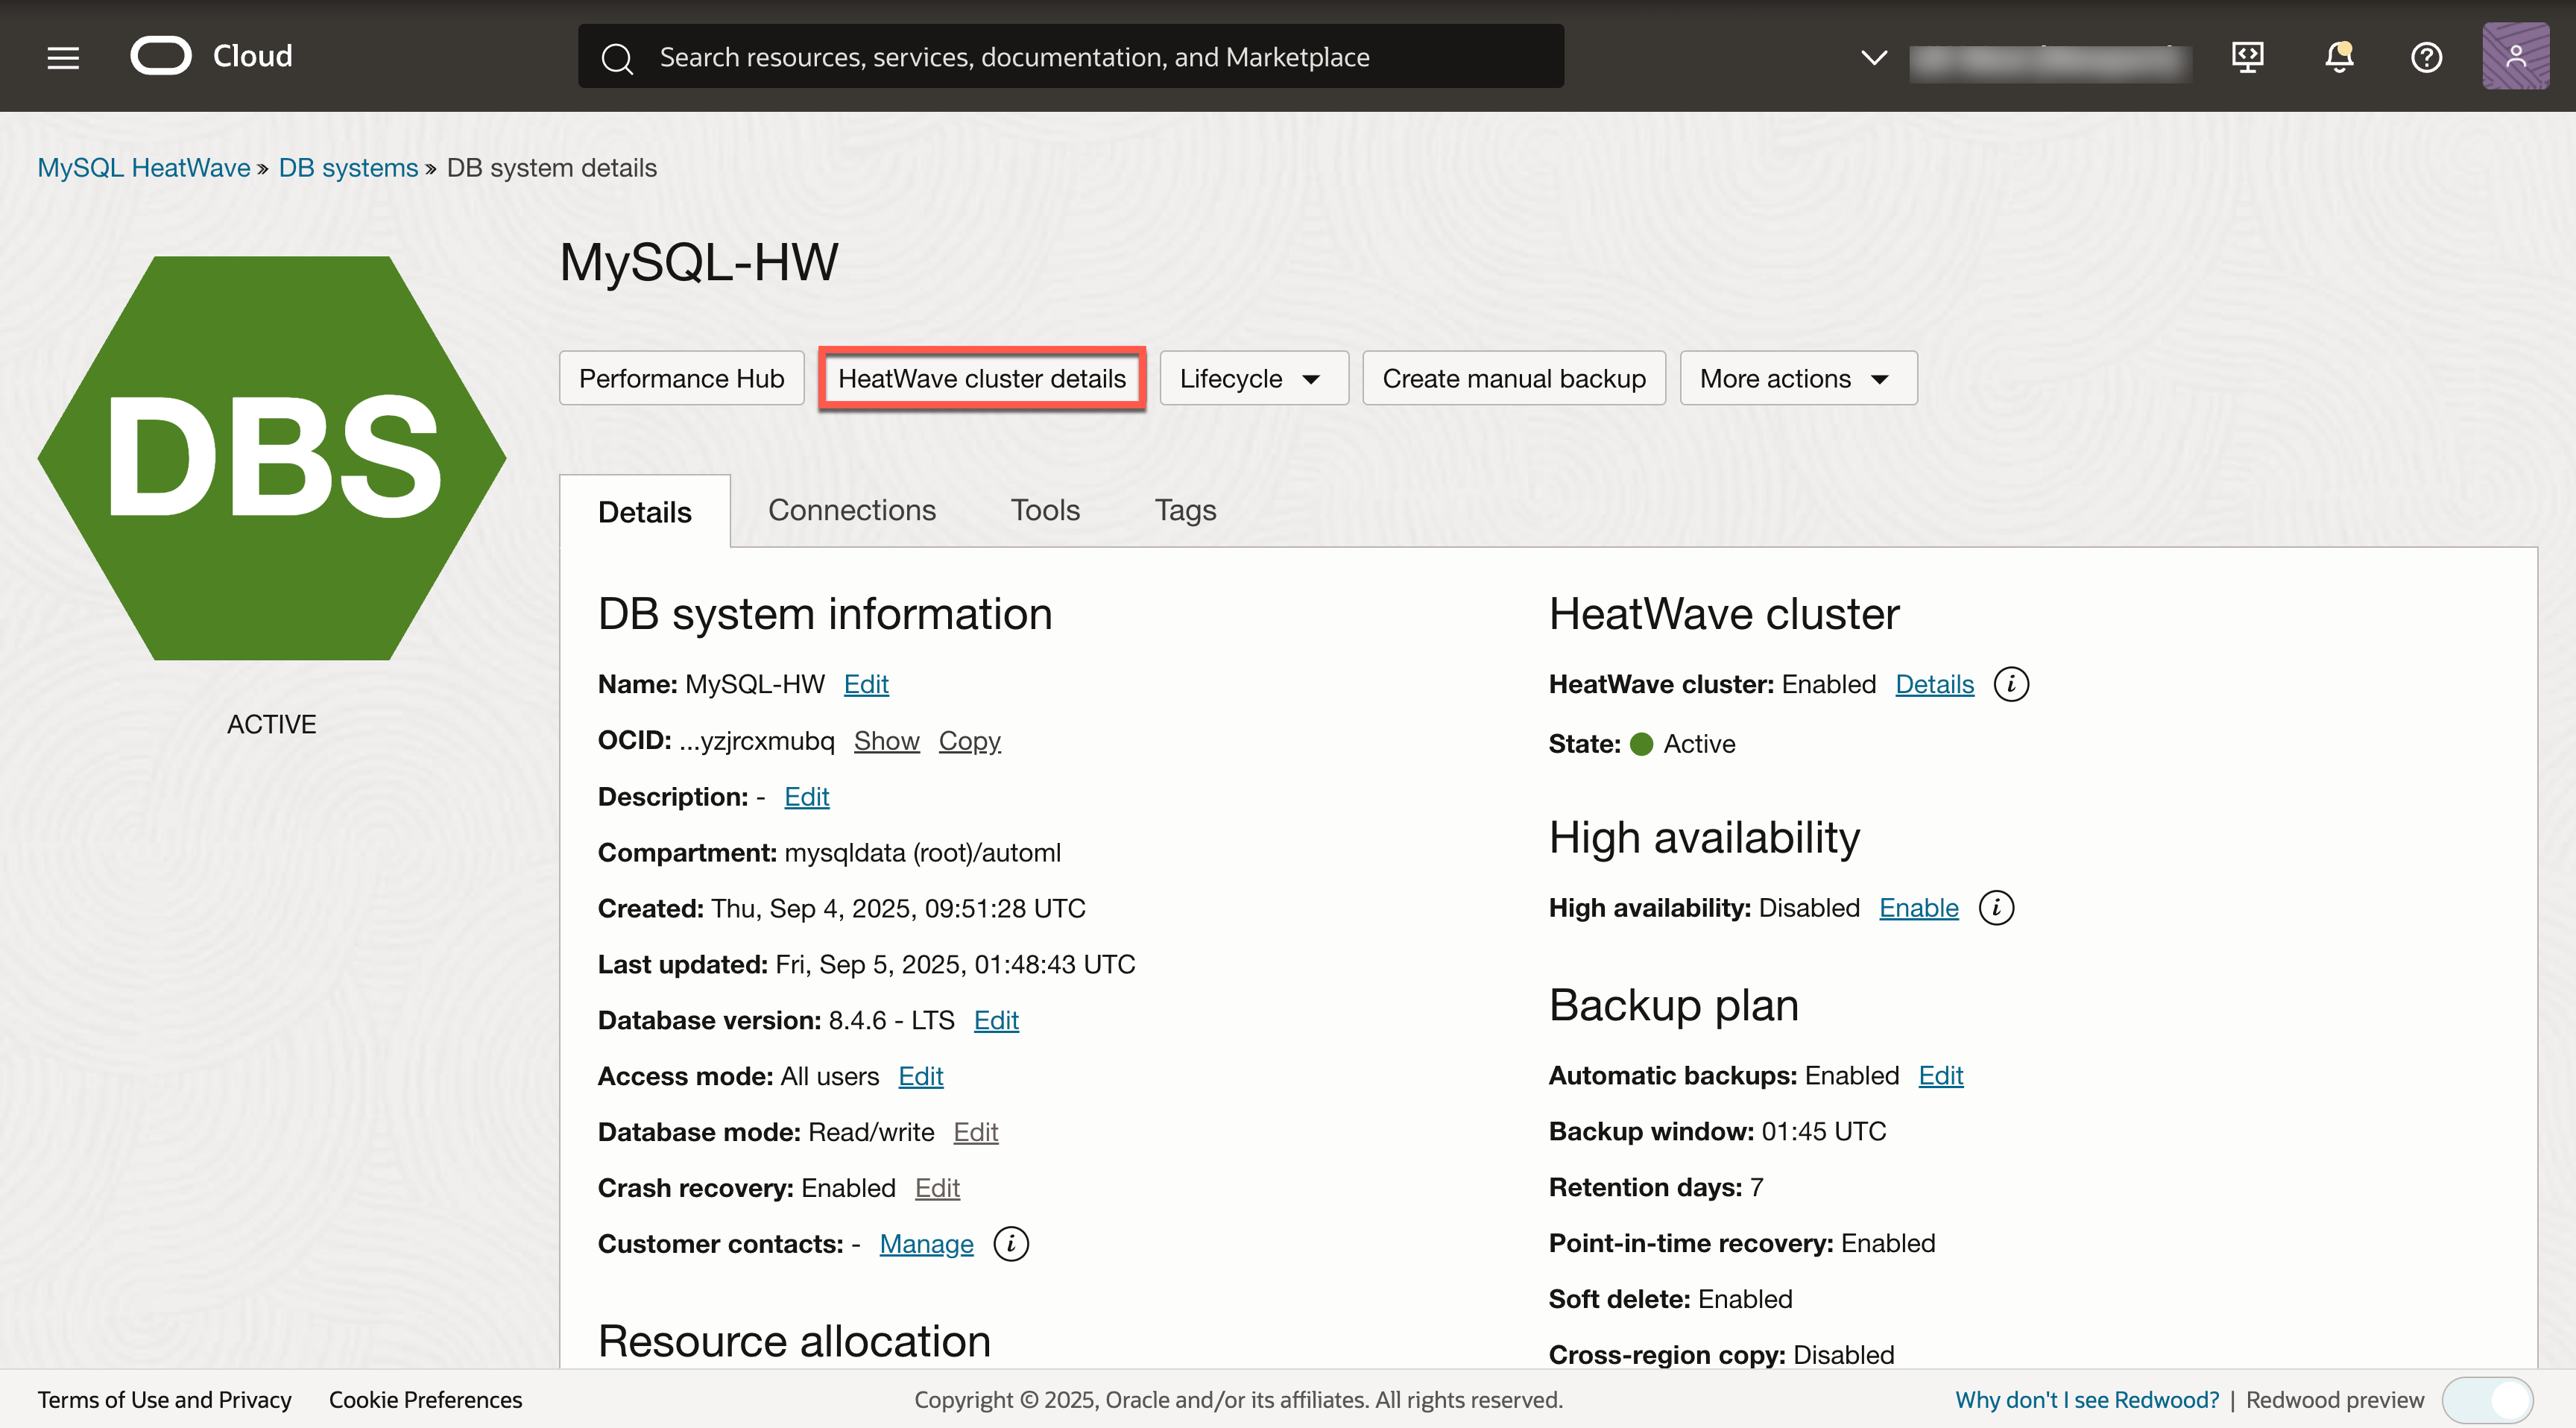 Cloud
Search resources, services, documentation, and Marketplace
MySQL HeatWave » DB systems » DB system details
DBS
ACTIVE
MySQL-HW
Performance Hub
HeatWave cluster details
Lifecycle
Create manual backup
More actions
Details
Connections
Tools
Tags
DB system information
Name: MySQL-HW Edit
OCID: ...yzjrcxmubq Show Copy
Description: - Edit
Compartment: mysqldata (root)/automl
Created: Thu, Sep 4, 2025, 09:51:28 UTC
Last updated: Fri, Sep 5, 2025, 01:48:43 UTC
Database version: 8.4.6 - LTS Edit
Access mode: All users Edit
Database mode: Read/write Edit
Crash recovery: Enabled Edit
Customer contacts: - Manage i
Resource allocation
HeatWave cluster
HeatWave cluster: Enabled Details i
State: Active
High availability
High availability: Disabled Enable i
Backup plan
Automatic backups: Enabled Edit
Backup window: 01:45 UTC
Retention days: 7
Point-in-time recovery: Enabled
Soft delete: Enabled
Cross-region copy: Disabled
Terms of Use and Privacy
Cookie Preferences
Copyright © 2025, Oracle and/or its affiliates. All rights reserved.
Why don't I see Redwood? | Redwood preview